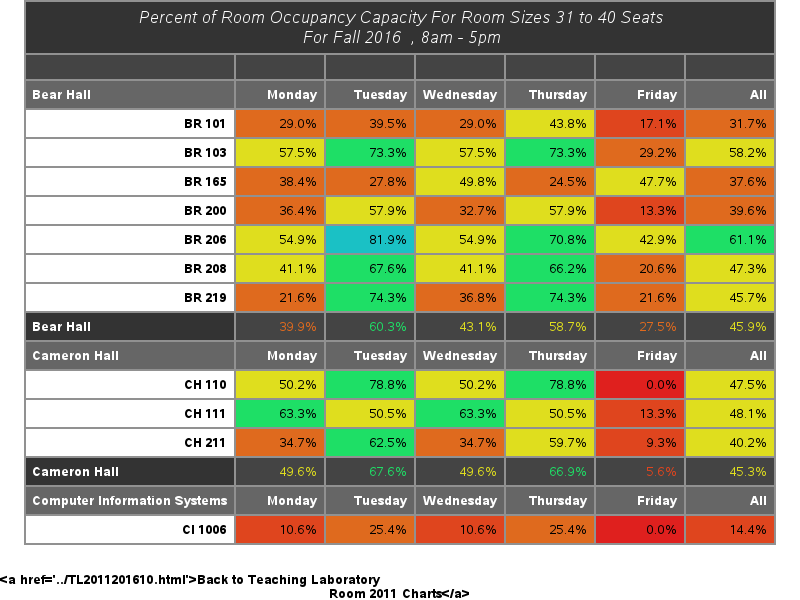 Percent of Room Occupancy Capacity For Room Sizes 31 to 40 Seats
For Fall 2016 , 8am - 5pm
Bear Hall Monday Tuesday Wednesday Thursday Friday All
BR 101 29.0% 39.5% 29.0% 43.8% 17.1% 31.7%
BR 103 57.5% 73.3% 57.5% 73.3% 29.2% 58.2%
BR 165 38.4% 27.8% 49.8% 24.5% 47.7% 37.6%
BR 200 36.4% 57.9% 32.7% 57.9% 13.3% 39.6%
BR 206 54.9% 81.9% 54.9% 70.8% 42.9% 61.1%
BR 208 41.1% 67.6% 41.1% 66.2% 20.6% 47.3%
BR 219 21.6% 74.3% 36.8% 74.3% 21.6% 45.7%
Bear Hall 39.9% 60.3% 43.1% 58.7% 27.5% 45.9%
Cameron Hall Monday Tuesday Wednesday Thursday Friday All
CH 110 50.2% 78.8% 50.2% 78.8% 0.0% 47.5%
CH 111 63.3% 50.5% 63.3% 50.5% 13.3% 48.1%
CH 211 34.7% 62.5% 34.7% 59.7% 9.3% 40.2%
Cameron Hall 49.6% 67.6% 49.6% 66.9% 5.6% 45.3%
Computer Information Systems Monday Tuesday Wednesday Thursday Friday All
CI 1006 10.6% 25.4% 10.6% 25.4% 0.0% 14.4%
<a href='../TL2011201610.html'>Back to Teaching Laboratory
Room 2011 Charts</a>